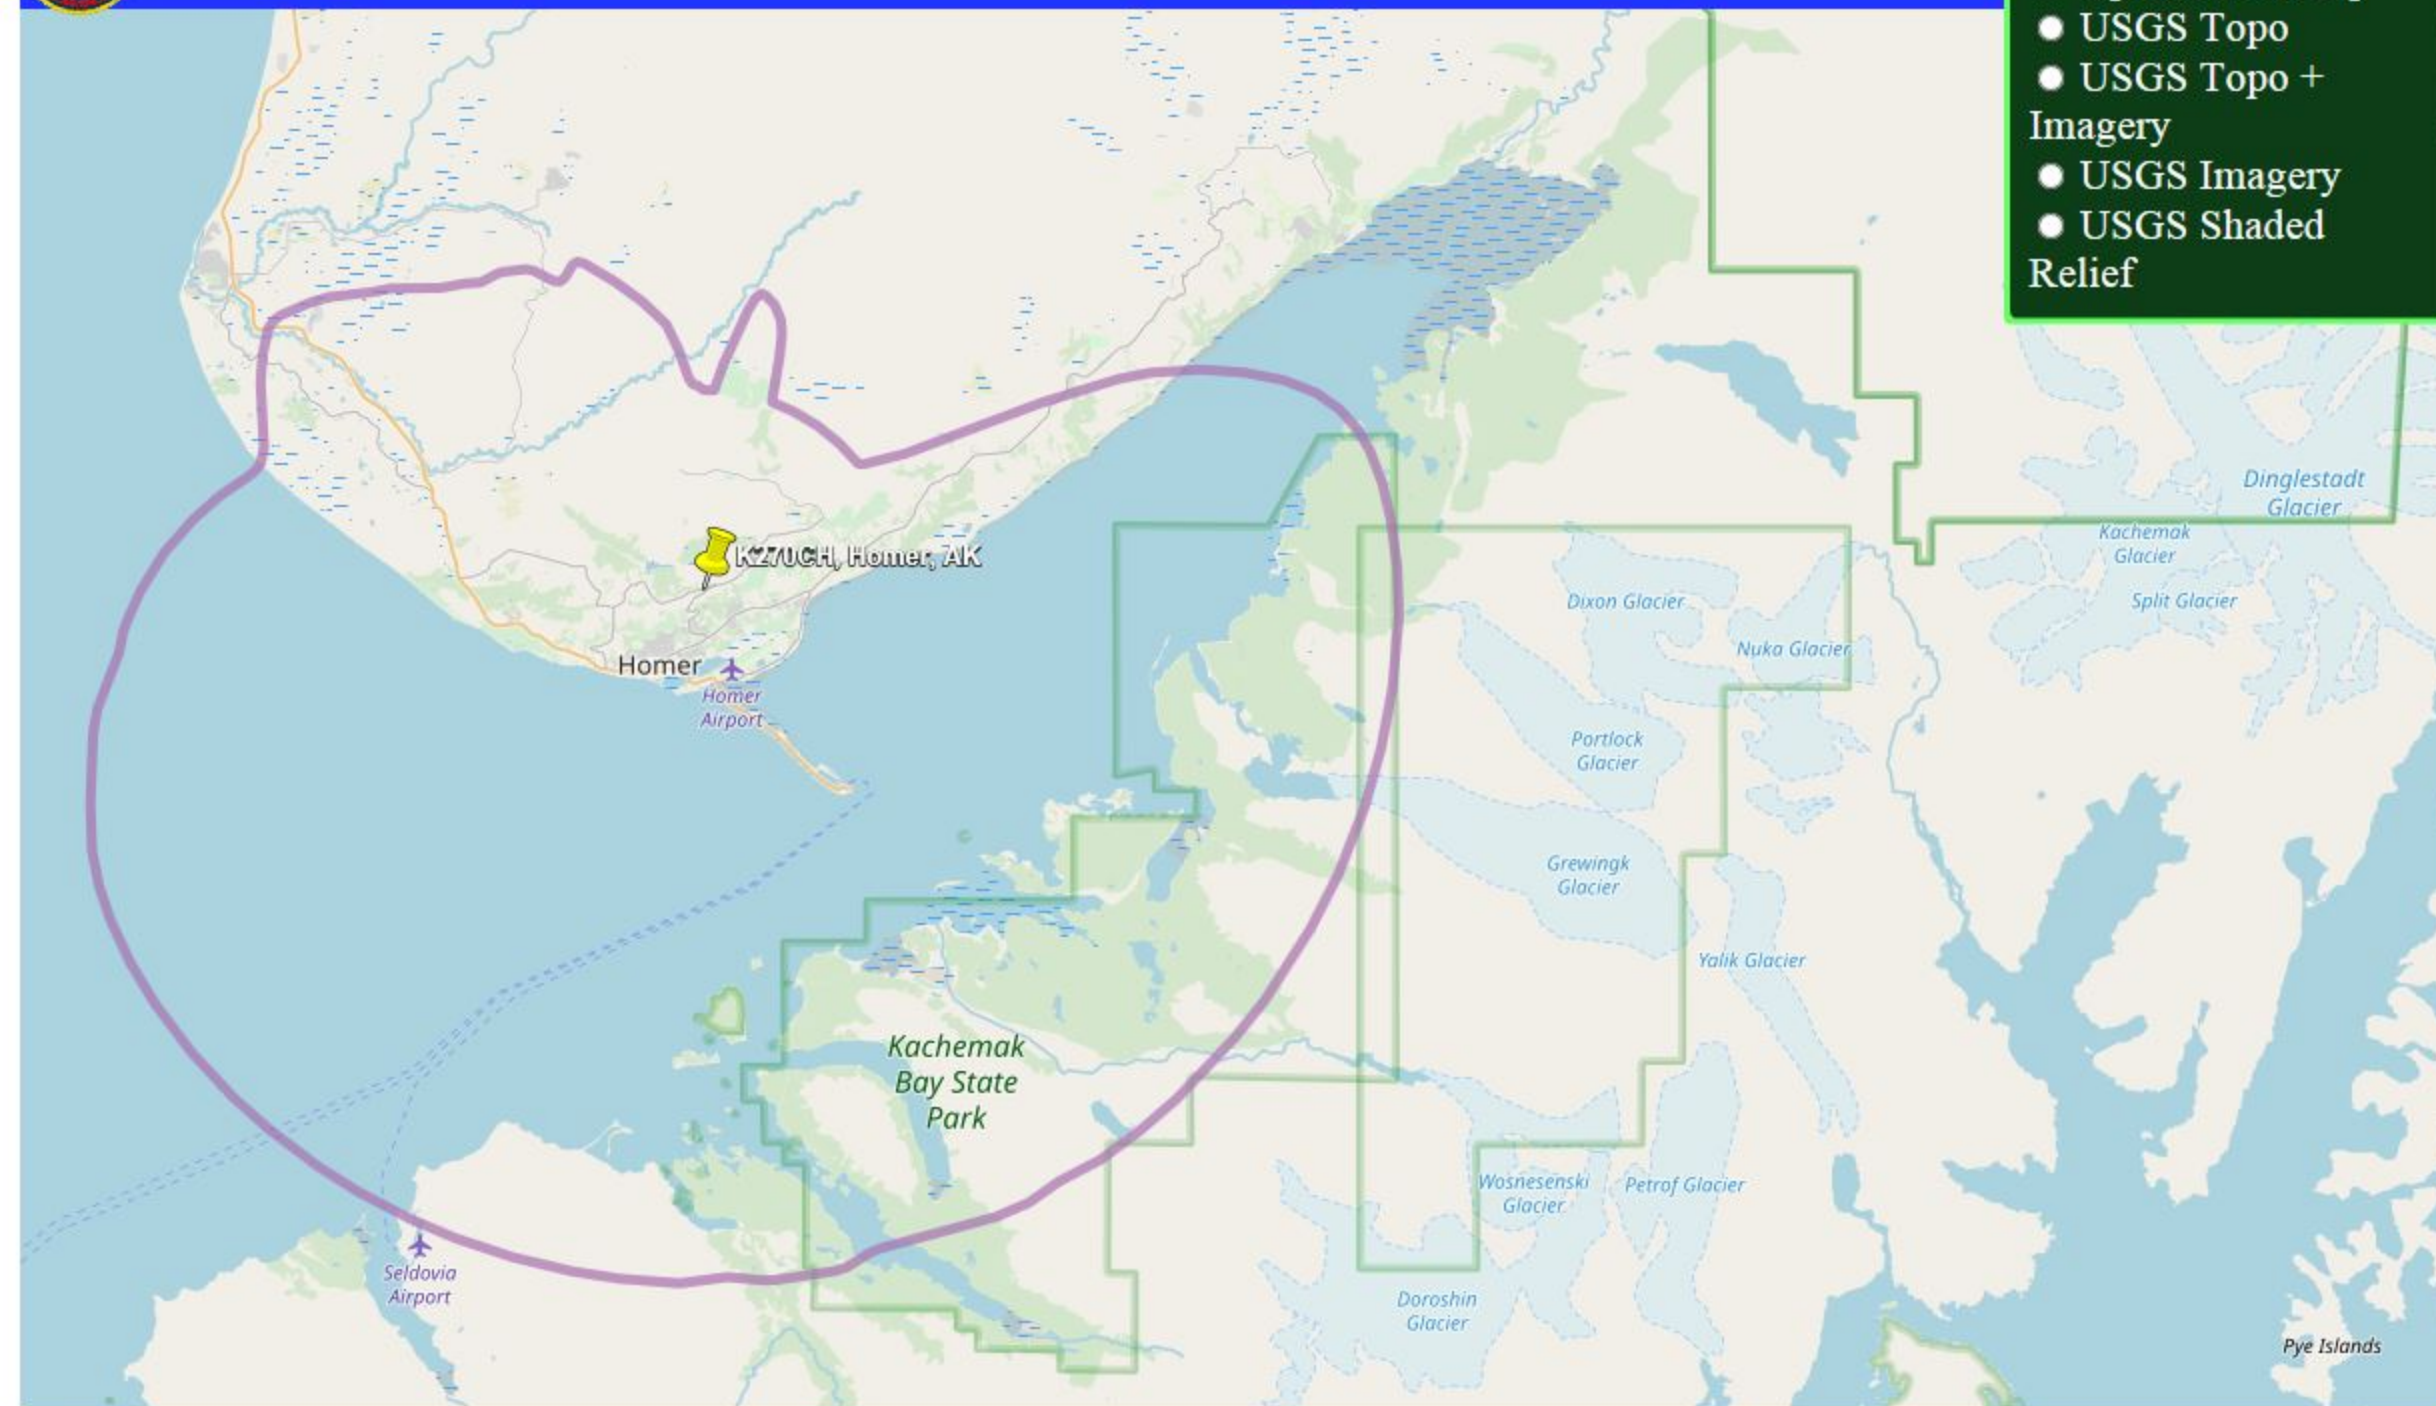 USGS Topo
USGS Topo +
Imagery
USGS Imagery
USGS Shaded
Relief
Dinglestadt
Glacier
Kachemak
Glacier
K270CH, Homer, AK
Dixon Glacier
Split Glacier
Nuka Glacier
Homer
Homer
Airport
Portlock
Glacier
Grewingk
Glacier
Yalik Glacier
Kachemak
Bay State
Park
Wosnesenski
Glacier
Petrof Glacier
Seldovia
Airport
Doroshin
Glacier
Pye Islands